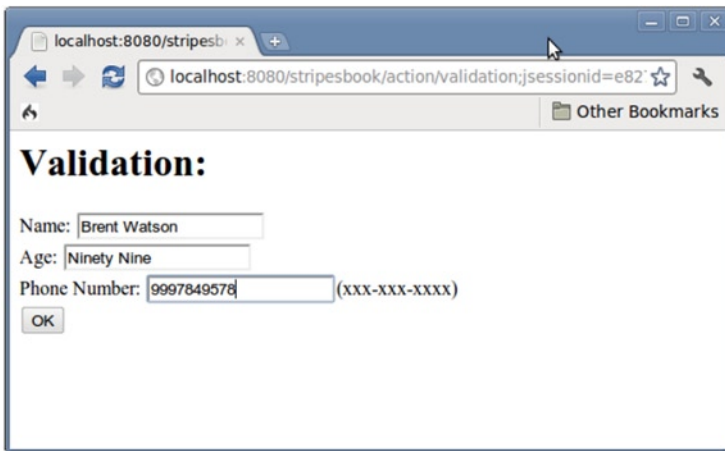 localhost:8080/stripesb
localhost:8080/stripesbook/action/validation;jsessionid=e82
Other Bookmarks
Validation:
Name: Brent Watson
Age: Ninety Nine
Phone Number: 9997849578 (xxx-xxx-xxxx)
OK